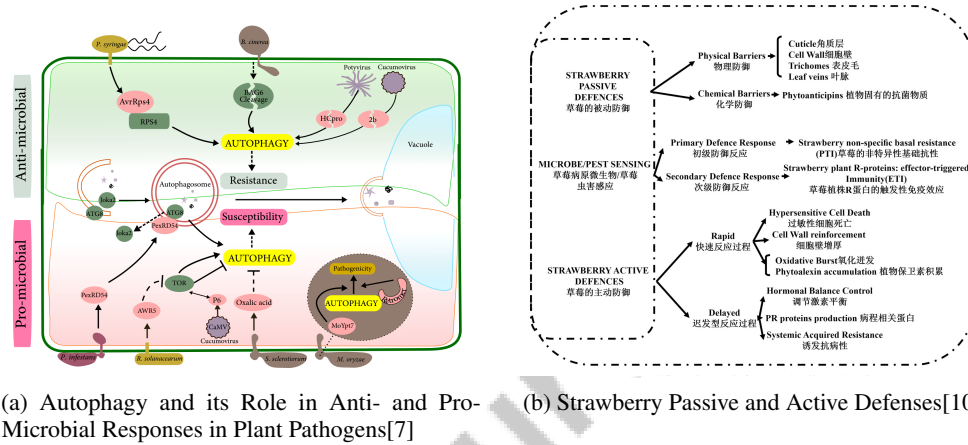 P. syringae
B. cinerea
Potyvirus
Cucumovirus
AvrRps4
RPS4
BAG6
Cleavage
HCpro
2b
AUTOPHAGY
Resistance
Vacuole
Anti-microbial
Autophagosome
Joka2
ATG8
ATG8
Joka2
PexRD54
Susceptibility
AUTOPHAGY
Pro-microbial
PexRD54
TOR
AWR5
P6
CaMV
Cucumovirus
Oxalic acid
Pathogenicity
AUTOPHAGY
MoYpt7
P. infestans
R. solanacearum
S. sclerotiorum
M. oryzae
(a) Autophagy and its Role in Anti- and Pro-
Microbial Responses in Plant Pathogens[7]
STRAWBERRY
PASSIVE
DEFENCES
草莓的被动防御
Physical Barriers
物理防御
Cuticle角质层
Cell Wall细胞壁
Trichomes 表皮毛
Leaf veins 叶脉
Chemical Barriers
化学防御
Phytoanticipins 植物固有的抗菌物质
MICROBE/PEST SENSING
草莓病原微生物/草莓
虫害感应
Primary Defence Response
初级防御反应
Strawberry non-specific basal resistance
(PTI)草莓的非特异性基础抗性
Secondary Defence Response
次级防御反应
Strawberry plant R-proteins: effector-triggered
Immunity(ETI)
草莓植株R蛋白的触发性免疫效应
STRAWBERRY ACTIVE
DEFENCES
草莓的主动防御
Rapid
快速反应过程
Hypersensitive Cell Death
过敏性细胞死亡
Cell Wall reinforcement
细胞壁增厚
Oxidative Burst氧化迸发
Phytoalexin accumulation 植物保卫素积累
Delayed
迟发型反应过程
Hormonal Balance Control
调节激素平衡
PR proteins production 病程相关蛋白
Systemic Acquired Resistance
诱发抗病性
(b) Strawberry Passive and Active Defenses[10